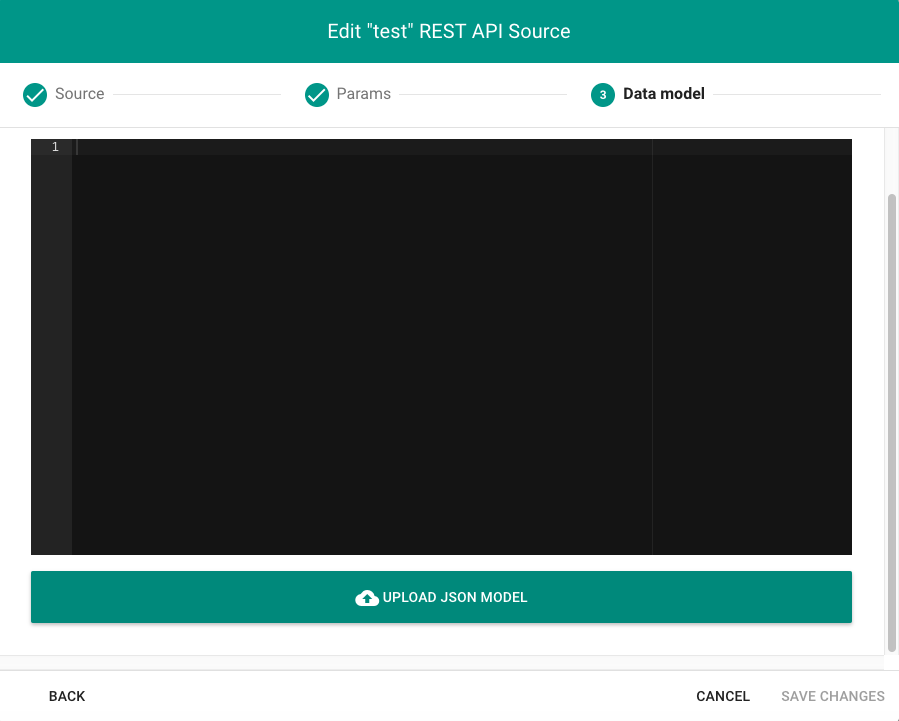 Edit "test" REST API Source
Source
Params
3 Data model
1
UPLOAD JSON MODEL
BACK
CANCEL
SAVE CHANGES